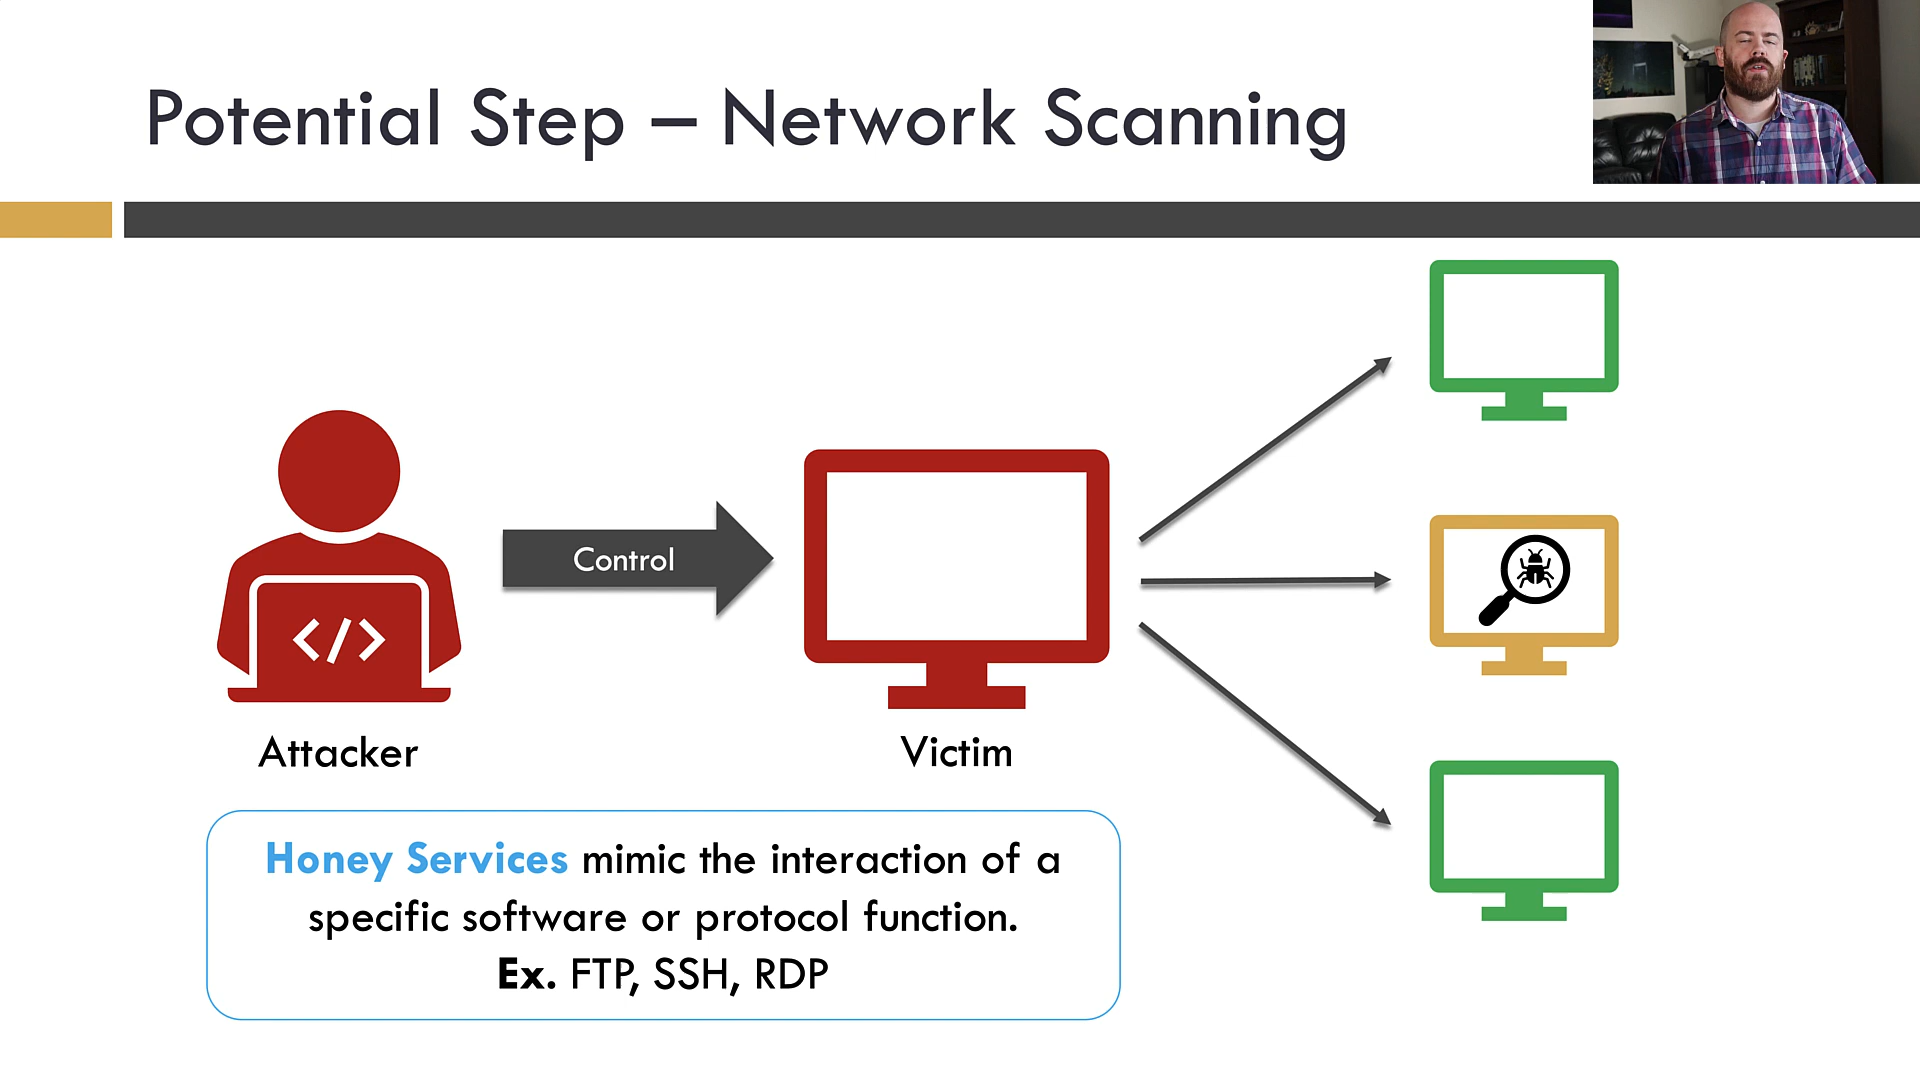 Potential Step – Network Scanning
Control
</>
Attacker
Victim
Honey Services mimic the interaction of a
specific software or protocol function.
Ex. FTP, SSH, RDP